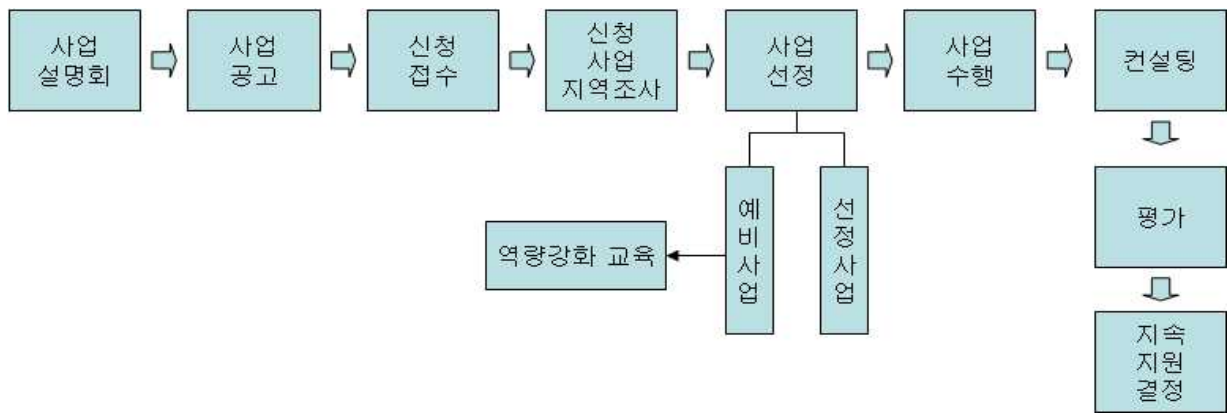 사업
설명회
사업
공고
신청
접수
신청
사업
지역조사
사업
선정
사업
수행
컨설팅
예비사업
선정사업
역량강화 교육
평가
지속
지원
결정